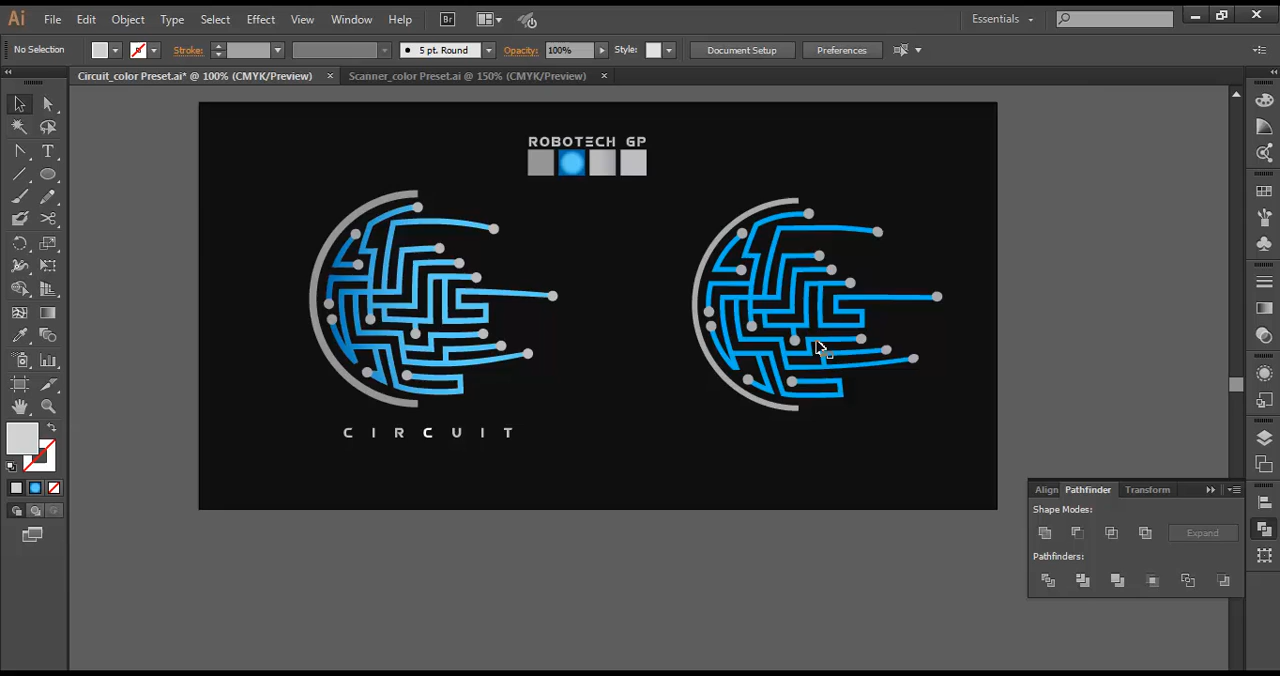 Ai File Edit Object Type Select Effect View Window Help Br Essentials
No Selection Stroke: 5 pt. Round Opacity: 100% Style: Document Setup Preferences
Circuit_color Preset.ai* @ 100% (CMYK/Preview) × Scanner_color Preset.ai @ 150% (CMYK/Preview) ×
ROBOTECH GP
CIRCUIT
Align Pathfinder Transform
Shape Modes:
Expand
Pathfinders: